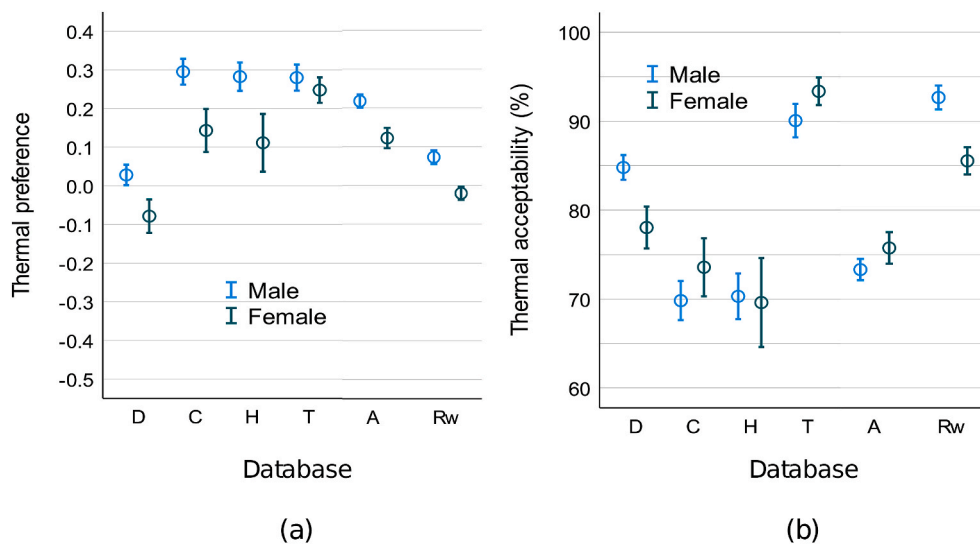 Thermal preference
0.4
0.3
0.2
0.1
0.0
-0.1
-0.2
-0.3
-0.4
-0.5
Male
Female
D C H T A Rw
Database
(a)
Thermal acceptability (%)
100
90
80
70
60
Male
Female
D C H T A Rw
Database
(b)